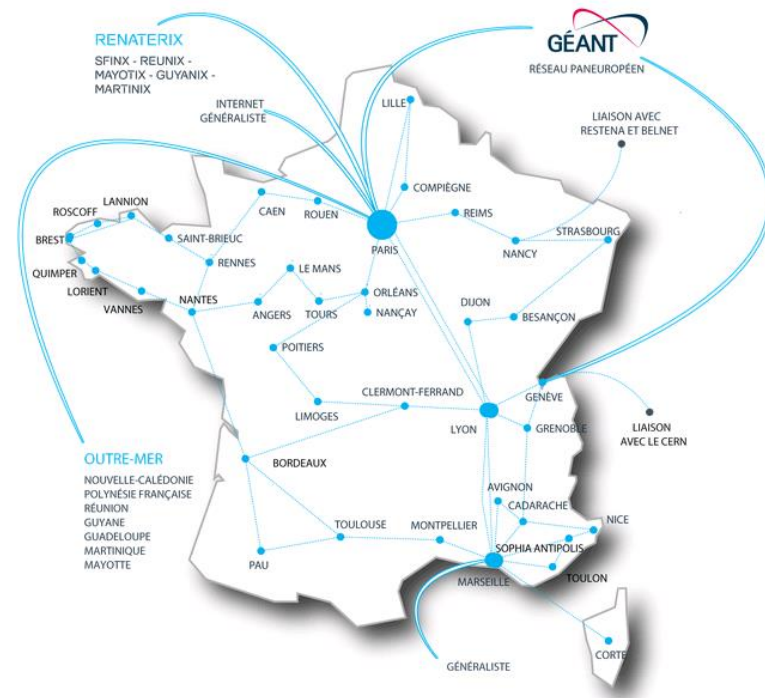 RENATERIX
SFINX - REUNIX -
MAYOTIX - GUYANIX -
MARTINIX
GÉANT
RÉSEAU PANEUROPÉEN
INTERNET
GÉNÉRALISTE
LILLE
LIAISON AVEC
RESTENA ET BELNET
COMPIÈGNE
LANNION
ROSCOFF
CAEN
ROUEN
REIMS
STRASBOURG
BREST
SAINT-BRIEUC
PARIS
NANCY
QUIMPER
RENNES
LE MANS
LORIENT
ORLÉANS
VANNES
NANTES
ANGERS
TOURS
NANÇAY
DIJON
BESANÇON
POITIERS
CLERMONT-FERRAND
GENÈVE
LIMOGES
LYON
GRENOBLE
LIAISON
AVEC LE CERN
OUTRE-MER
NOUVELLE-CALÉDONIE
POLYNÉSIE FRANÇAISE
RÉUNION
GUYANE
GUADELOUPE
MARTINIQUE
MAYOTTE
BORDEAUX
AVIGNON
CADARACHE
TOULOUSE
MONTPELLIER
NICE
SOPHIA ANTIPOLIS
PAU
MARSEILLE
TOULON
CORTE
GÉNÉRALISTE